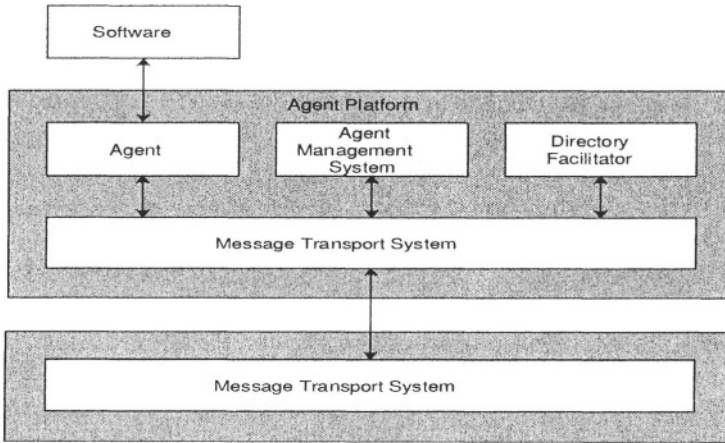 Software
Agent Platform
Agent
Agent
Management
System
Directory
Facilitator
Message Transport System
Message Transport System